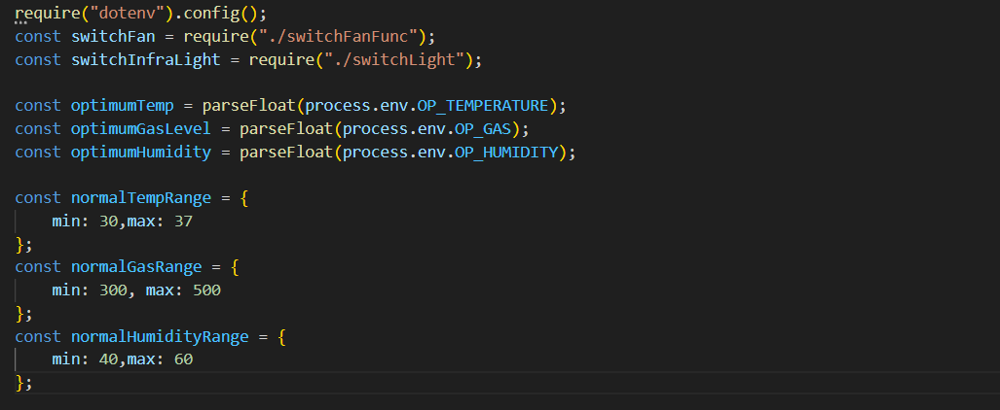 require("dotenv").config();
const switchFan = require("./switchFanFunc");
const switchInfraLight = require("./switchLight");
const optimumTemp = parseFloat(process.env.OP_TEMPERATURE);
const optimumGasLevel = parseFloat(process.env.OP_GAS);
const optimumHumidity = parseFloat(process.env.OP_HUMIDITY);
const normalTempRange = {
    min: 30,max: 37
};
const normalGasRange = {
    min: 300, max: 500
};
const normalHumidityRange = {
    min: 40,max: 60
};